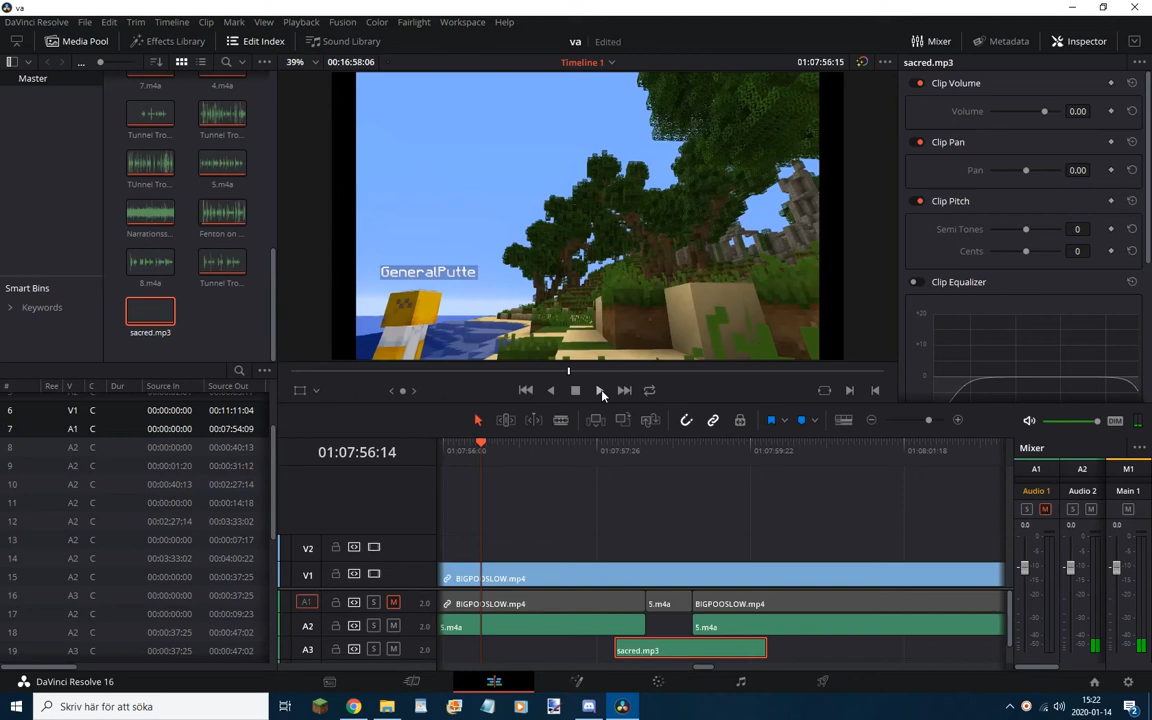 va
DaVinci Resolve File Edit Trim Timeline Clip Mark View Playback Fusion Color Fairlight Workspace Help
Media Pool Effects Library Edit Index Sound Library va Edited Mixer Metadata Inspector
... 39% 00:16:58:06 Timeline 1 01:07:56:15 sacred.mp3
Master
7.m4a 4.m4a
Tunnel Tro... Tunnel Tro...
TUnnel Tro... 5.m4a
Narrationss... Fenton on ...
8.m4a Tunnel Tro...
sacred.mp3
Smart Bins
Keywords
GeneralPutte
Clip Volume
Volume 0.00
Clip Pan
Pan 0.00
Clip Pitch
Semi Tones 0
Cents 0
Clip Equalizer
+20
+10
0
# Rec V C Dur Source In Source Out
6 V1 C 00:00:00:00 00:11:11:04
7 A1 C 00:00:00:00 00:07:54:09
8 A2 C 00:00:00:00 00:00:40:13
9 A2 C 00:00:01:20 00:00:31:12
10 A2 C 00:00:40:13 00:02:27:14
11 A2 C 00:00:00:00 00:00:14:18
12 A2 C 00:02:27:14 00:03:33:02
13 A2 C 00:00:00:00 00:00:07:17
14 A2 C 00:03:33:02 00:04:00:22
15 A2 C 00:00:00:00 00:00:37:25
16 A3 C 00:00:00:00 00:00:37:25
17 A2 C 00:00:00:00 00:00:09:23
18 A2 C 00:00:37:25 00:00:47:02
19 A3 C 00:00:37:25 00:00:47:02
01:07:56:14
01:07:56:00 01:07:57:26 01:07:59:22 01:08:01:18
V2
V1 BIGPOOSLOW.mp4
A1 S M 2.0 BIGPOOSLOW.mp4 5.m4a BIGPOOSLOW.mp4
A2 S M 2.0 5.m4a 5.m4a
A3 S M 2.0 sacred.mp3
DIM
Mixer
A1 A2 M1
Audio 1 Audio 2 Main 1
S M S M M
0.0 0.0 0.0
DaVinci Resolve 16
Skriv här för att söka
15:22
2020-01-14
2